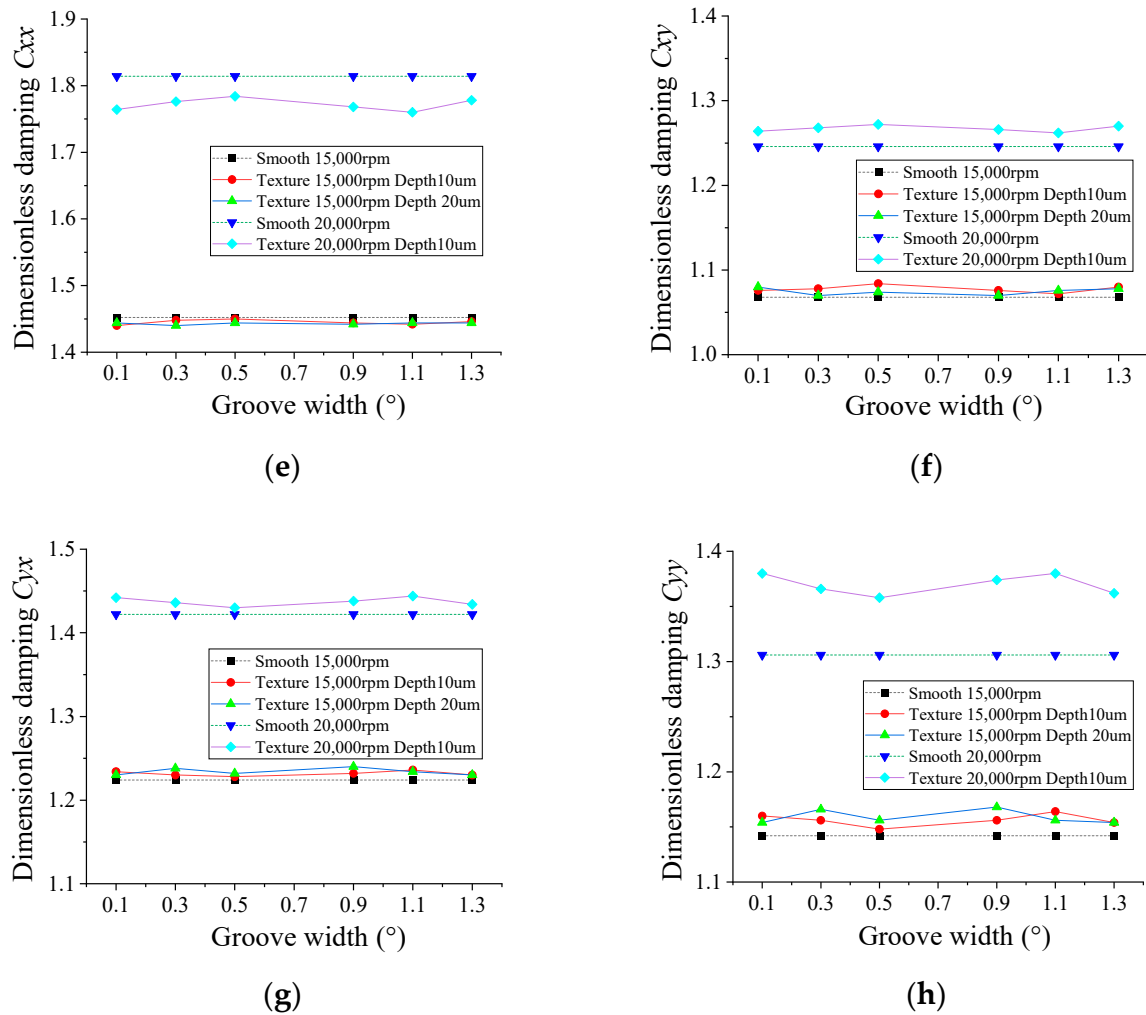 Dimensionless damping Cxx
1.9
1.8
1.7
1.6
1.5
1.4
Smooth 15,000rpm
Texture 15,000rpm Depth10um
Texture 15,000rpm Depth 20um
Smooth 20,000rpm
Texture 20,000rpm Depth10um
0.1 0.3 0.5 0.7 0.9 1.1 1.3
Groove width (°)
(e)
Dimensionless damping Cxy
1.4
1.3
1.2
1.1
1.0
Smooth 15,000rpm
Texture 15,000rpm Depth10um
Texture 15,000rpm Depth 20um
Smooth 20,000rpm
Texture 20,000rpm Depth10um
0.1 0.3 0.5 0.7 0.9 1.1 1.3
Groove width (°)
(f)
Dimensionless damping Cyx
1.5
1.4
1.3
1.2
1.1
Smooth 15,000rpm
Texture 15,000rpm Depth10um
Texture 15,000rpm Depth 20um
Smooth 20,000rpm
Texture 20,000rpm Depth10um
0.1 0.3 0.5 0.7 0.9 1.1 1.3
Groove width (°)
(g)
Dimensionless damping Cyy
1.4
1.3
1.2
1.1
Smooth 15,000rpm
Texture 15,000rpm Depth10um
Texture 15,000rpm Depth 20um
Smooth 20,000rpm
Texture 20,000rpm Depth10um
0.1 0.3 0.5 0.7 0.9 1.1 1.3
Groove width (°)
(h)